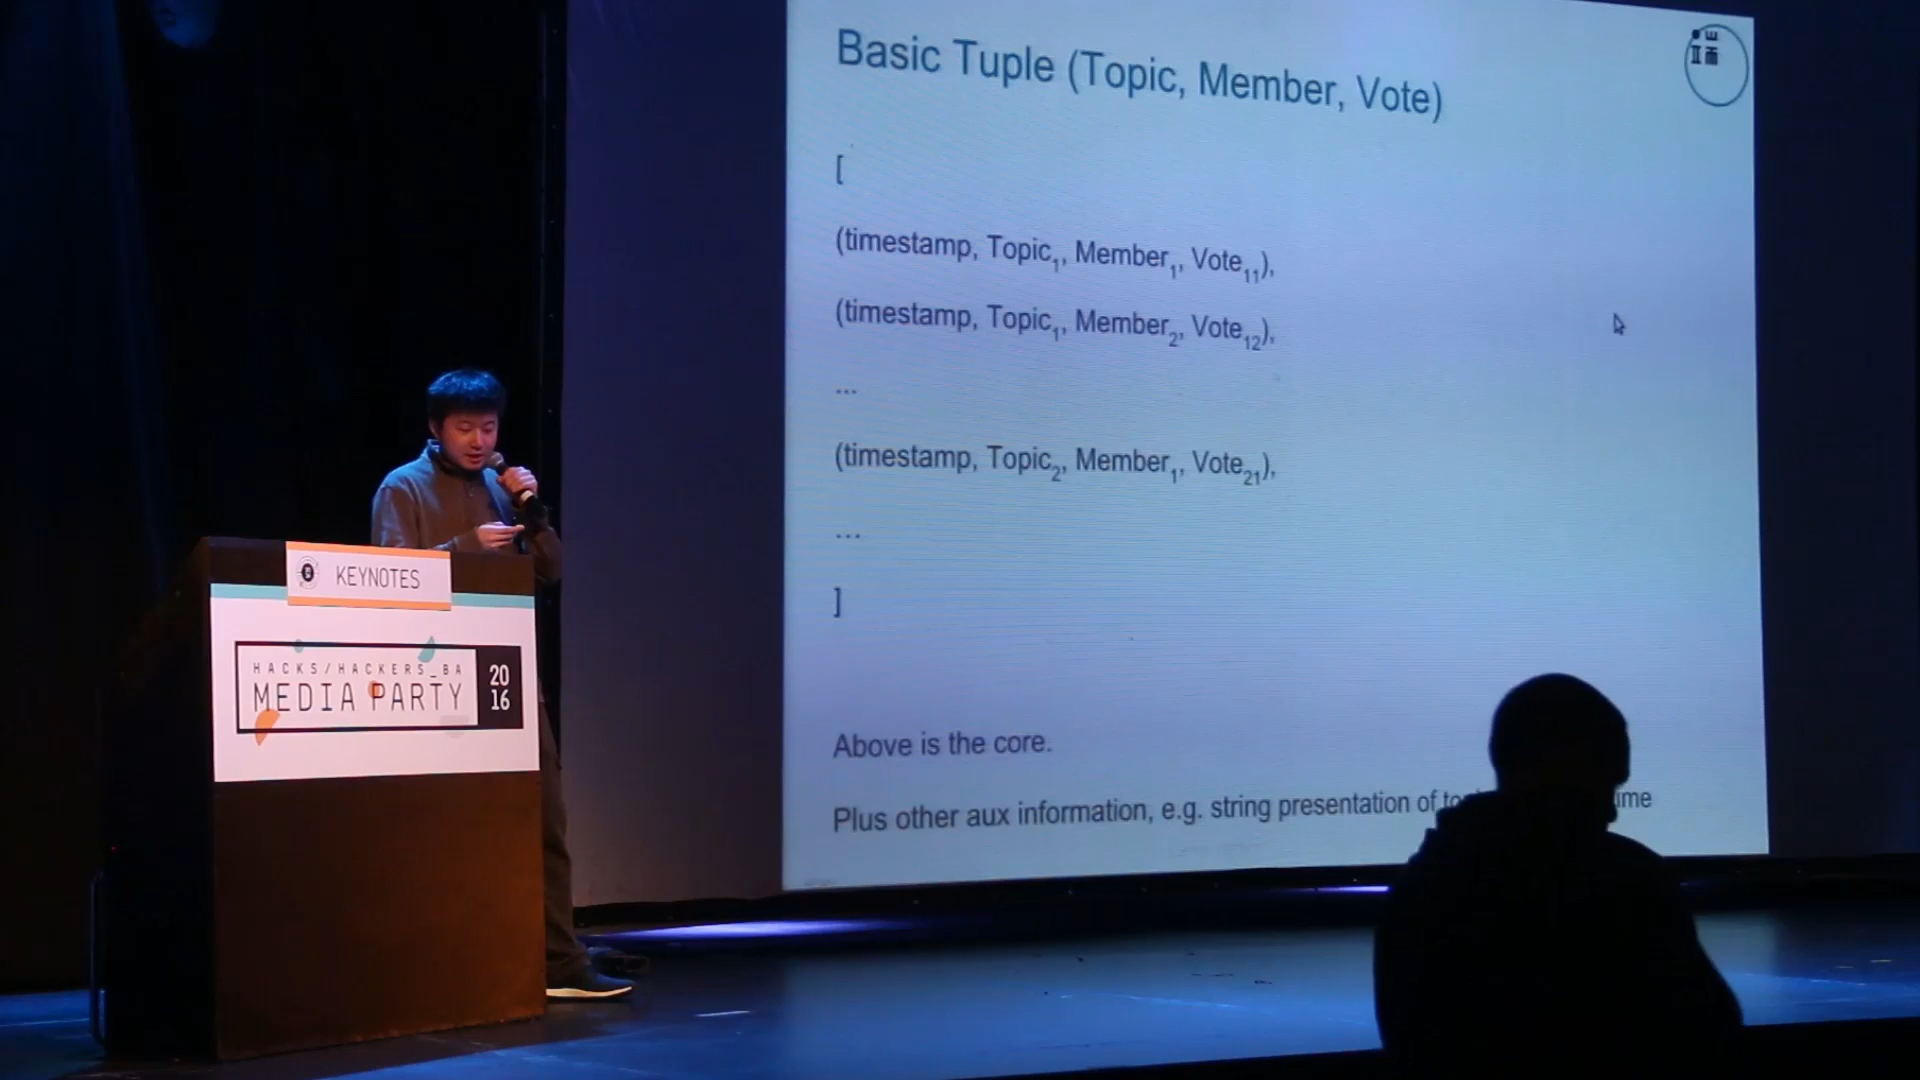 Basic Tuple (Topic, Member, Vote)
[
(timestamp, Topic₁, Member₁, Vote₁₁),
(timestamp, Topic₁, Member₂, Vote₁₂),
...
(timestamp, Topic₂, Member₁, Vote₂₁),
...
]
Above is the core.
Plus other aux information, e.g. string presentation of
KEYNOTES
HACKS/HACKERS_BA
MEDIA PARTY
20
16